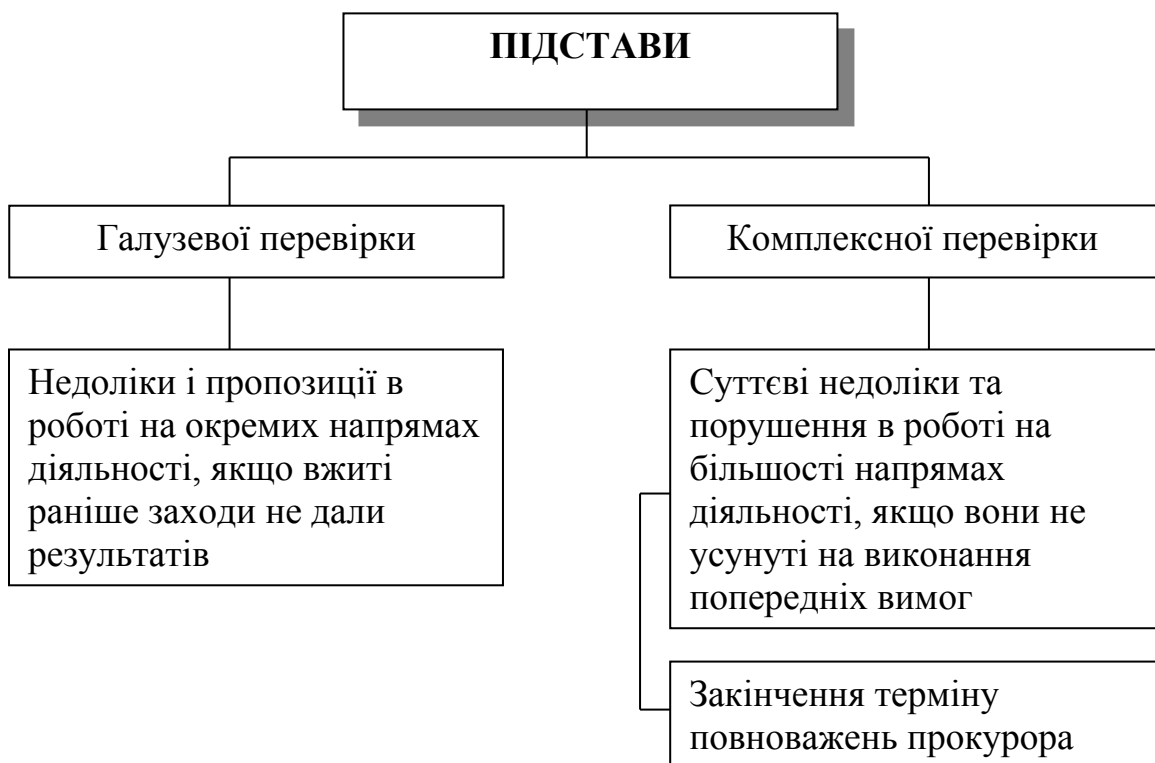 ПІДСТАВИ
Галузевої перевірки
Комплексної перевірки
Недоліки і пропозиції в
роботі на окремих напрямах
діяльності, якщо вжиті
раніше заходи не дали
результатів
Суттєві недоліки та
порушення в роботі на
більшості напрямах
діяльності, якщо вони не
усунуті на виконання
попередніх вимог
Закінчення терміну
повноважень прокурора